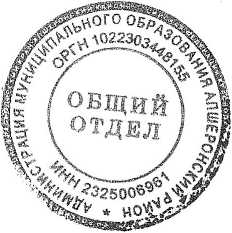 АДМИНИСТРАЦИЯ МУНИЦИПАЛЬНОГО ОБРАЗОВАНИЯ АПШЕРОНСКИЙ РАЙОН *
ОГРН 1022303448155
ИНН 2325006961
ОБЩИЙ
ОТДЕЛ